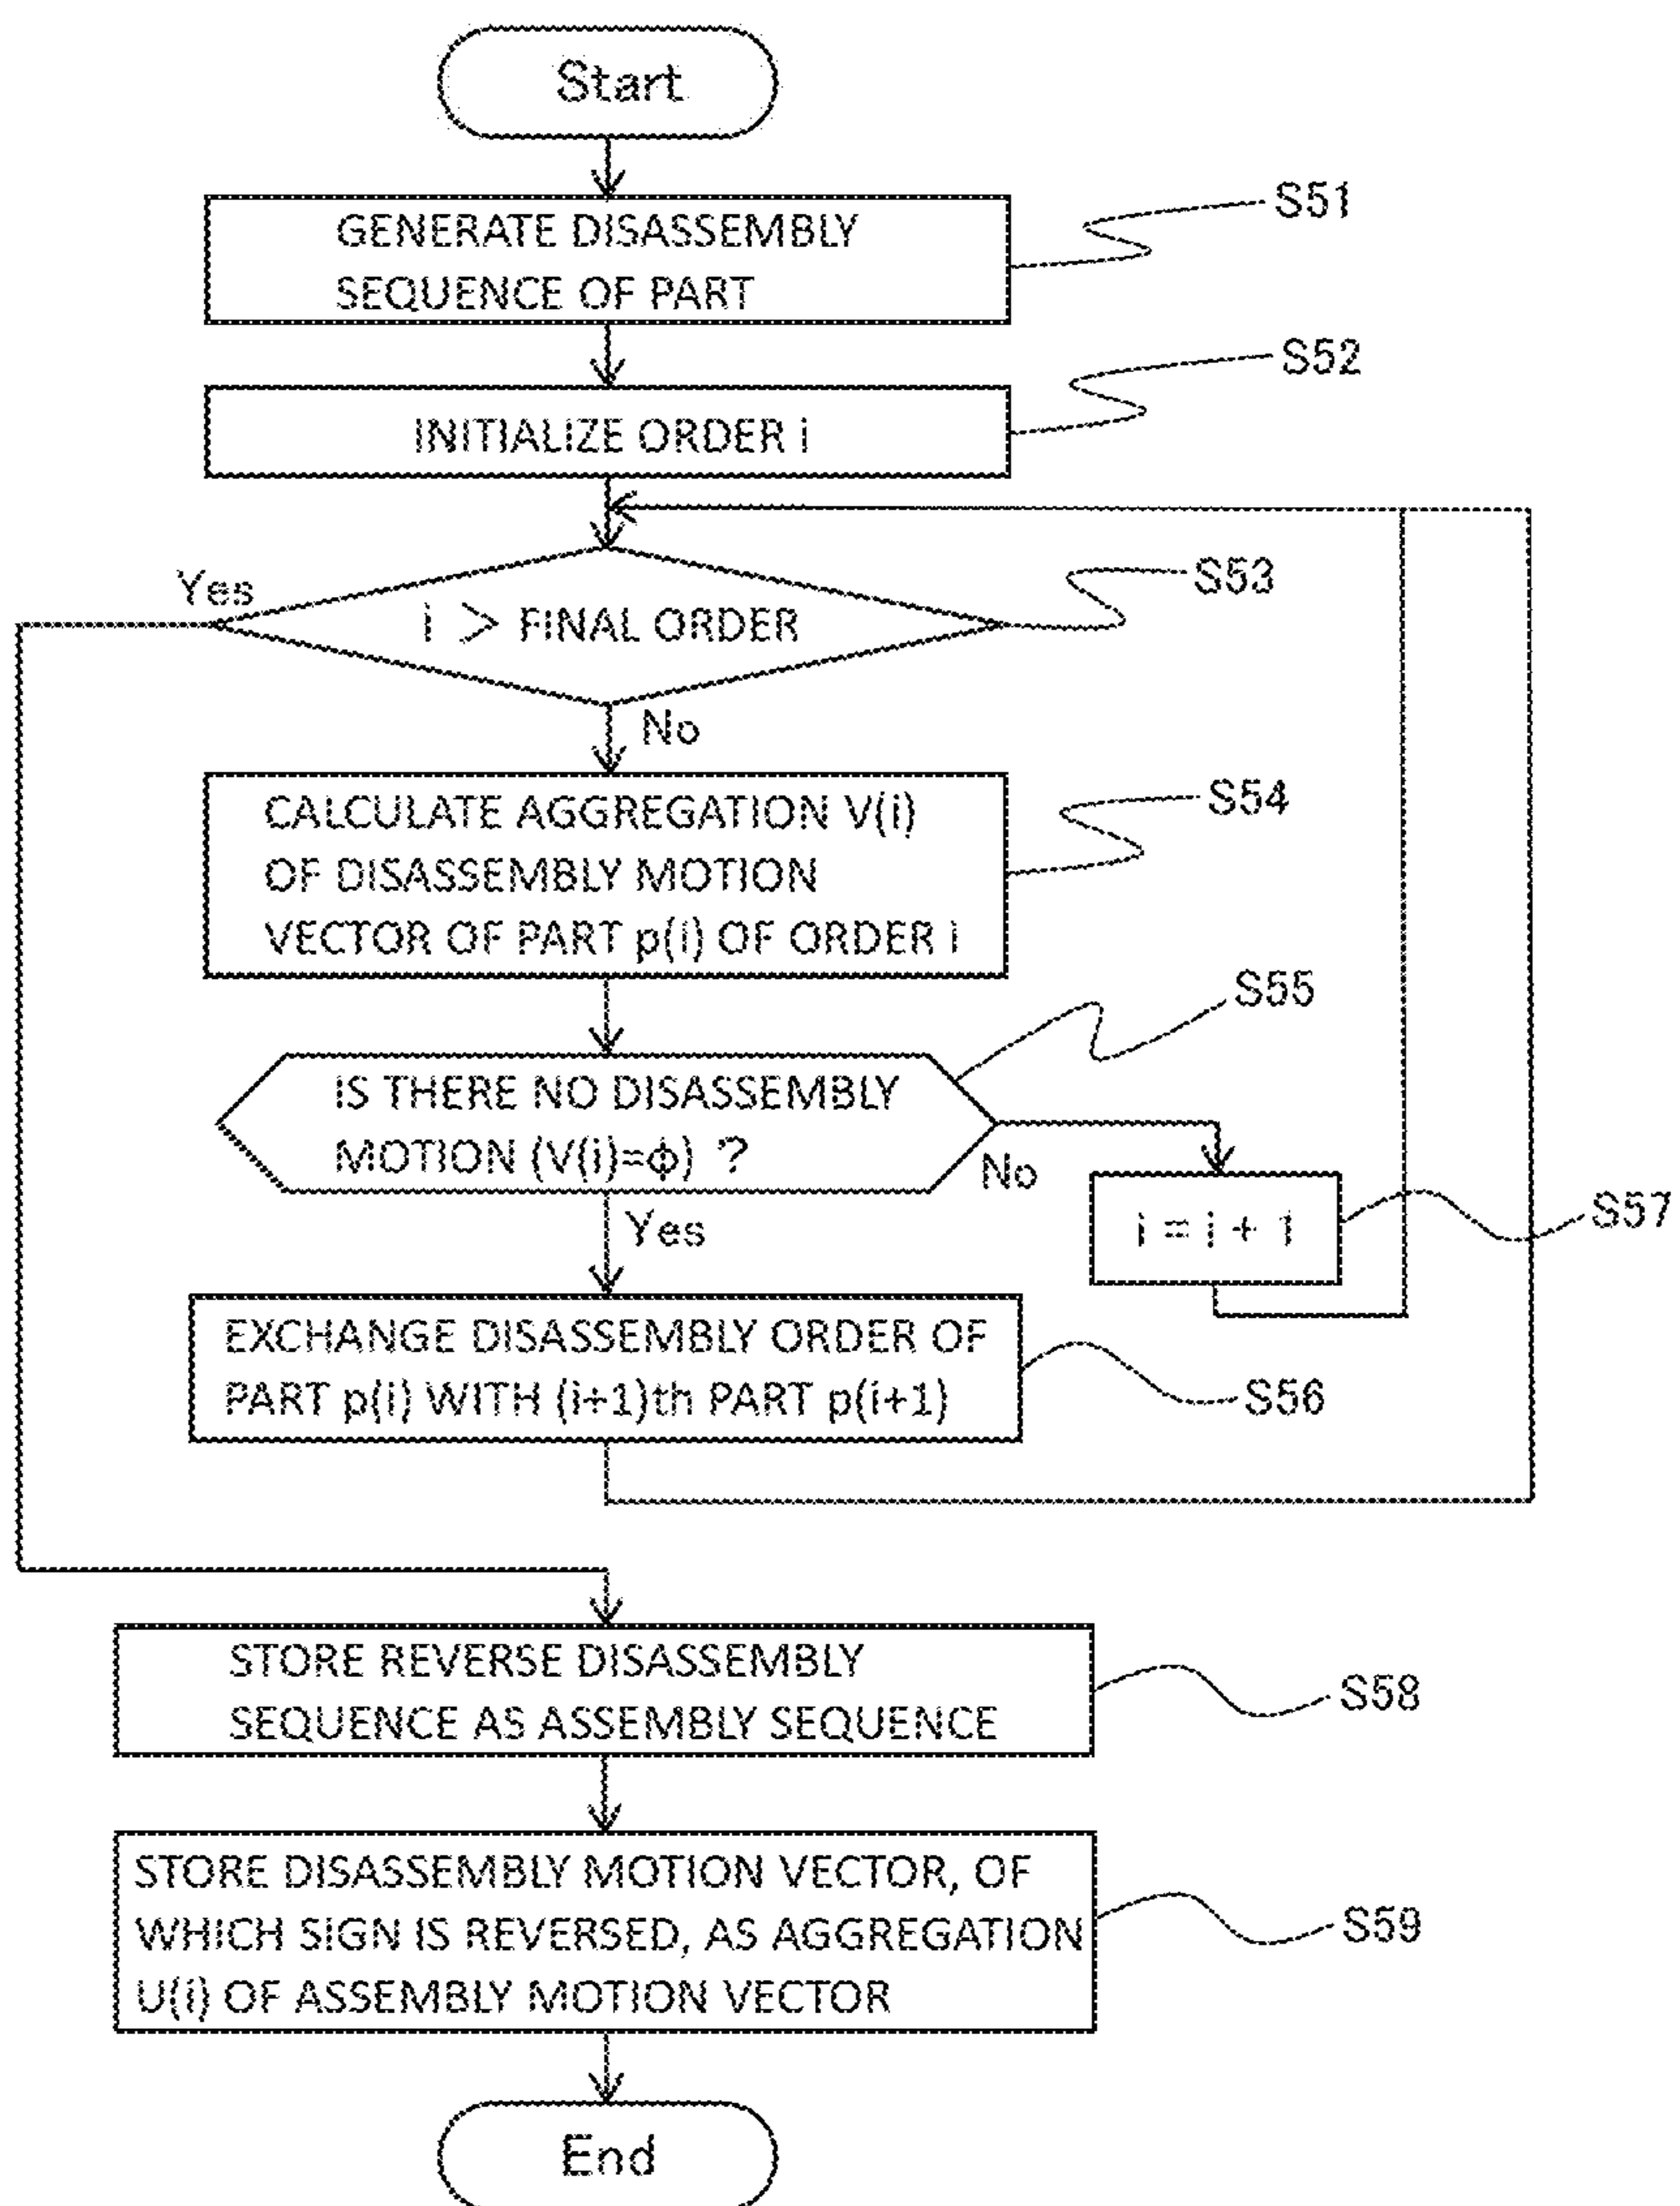 Start
GENERATE DISASSEMBLY
SEQUENCE OF PART
S51
INITIALIZE ORDER i
S52
Yes
i > FINAL ORDER
S53
No
CALCULATE AGGREGATION V(i)
OF DISASSEMBLY MOTION
VECTOR OF PART p(i) OF ORDER i
S54
IS THERE NO DISASSEMBLY
MOTION (V(i)=ϕ) ?
S55
No
Yes
i = i + 1
S57
EXCHANGE DISASSEMBLY ORDER OF
PART p(i) WITH (i+1)th PART p(i+1)
S56
STORE REVERSE DISASSEMBLY
SEQUENCE AS ASSEMBLY SEQUENCE
S58
STORE DISASSEMBLY MOTION VECTOR, OF
WHICH SIGN IS REVERSED, AS AGGREGATION
U(i) OF ASSEMBLY MOTION VECTOR
S59
End